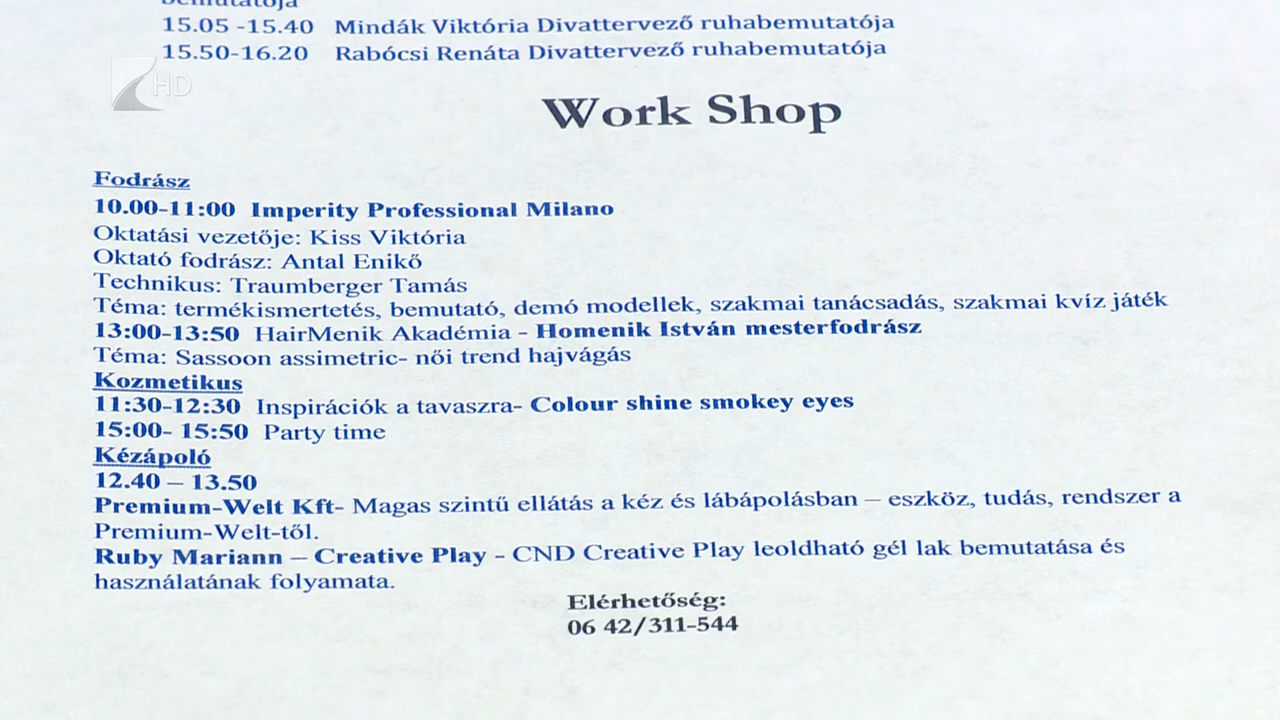 bemutatója
15.05 -15.40 Mindák Viktória Divattervező ruhabemutatója
15.50-16.20 Rabócsi Renáta Divattervező ruhabemutatója
HD
Work Shop
Fodrász
10.00-11:00 Imperity Professional Milano
Oktatási vezetője: Kiss Viktória
Oktató fodrász: Antal Enikő
Technikus: Traumberger Tamás
Téma: termékismertetés, bemutató, demó modellek, szakmai tanácsadás, szakmai kvíz játék
13:00-13:50 HairMenik Akadémia - Homenik István mesterfodrász
Téma: Sassoon assimetric- női trend hajvágás
Kozmetikus
11:30-12:30 Inspirációk a tavaszra- Colour shine smokey eyes
15:00- 15:50 Party time
Kézápoló
12.40 – 13.50
Premium-Welt Kft- Magas szintű ellátás a kéz és lábápolásban – eszköz, tudás, rendszer a
Premium-Welt-től.
Ruby Mariann – Creative Play - CND Creative Play leoldható gél lak bemutatása és
használatának folyamata.
Elérhetőség:
06 42/311-544